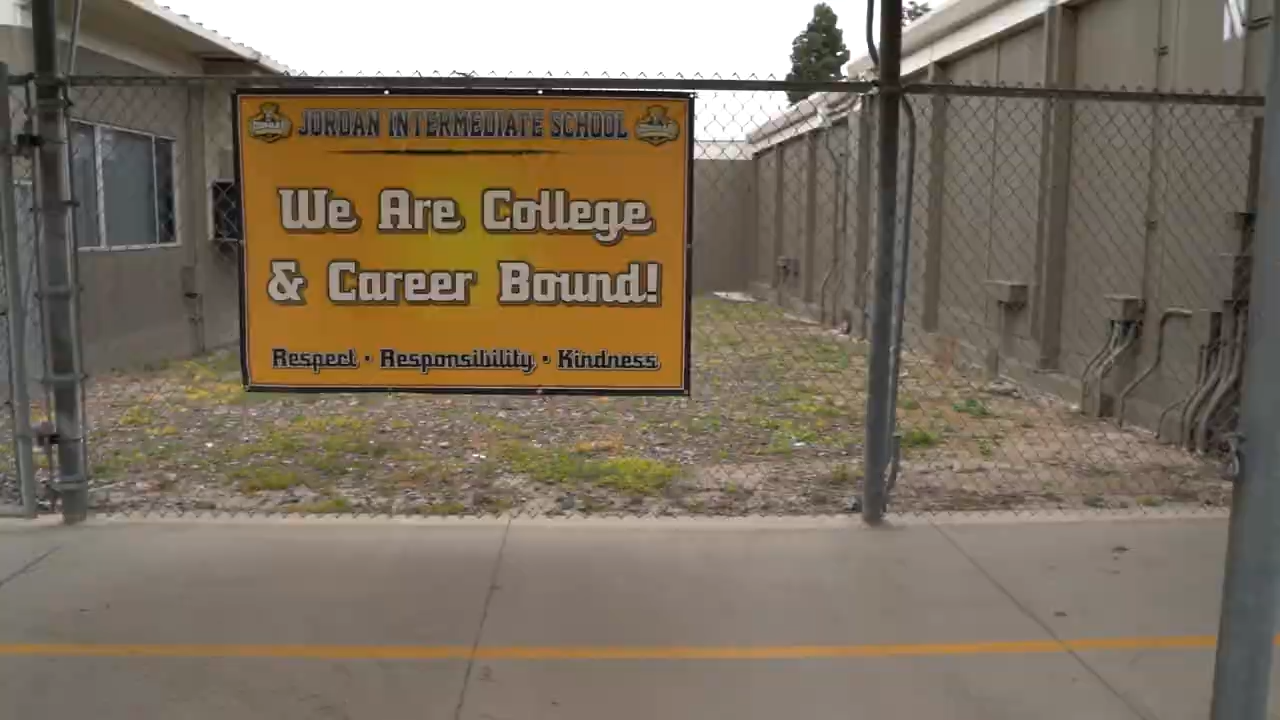 JORDAN INTERMEDIATE SCHOOL
We Are College
& Career Bound!
Respect · Responsibility · Kindness